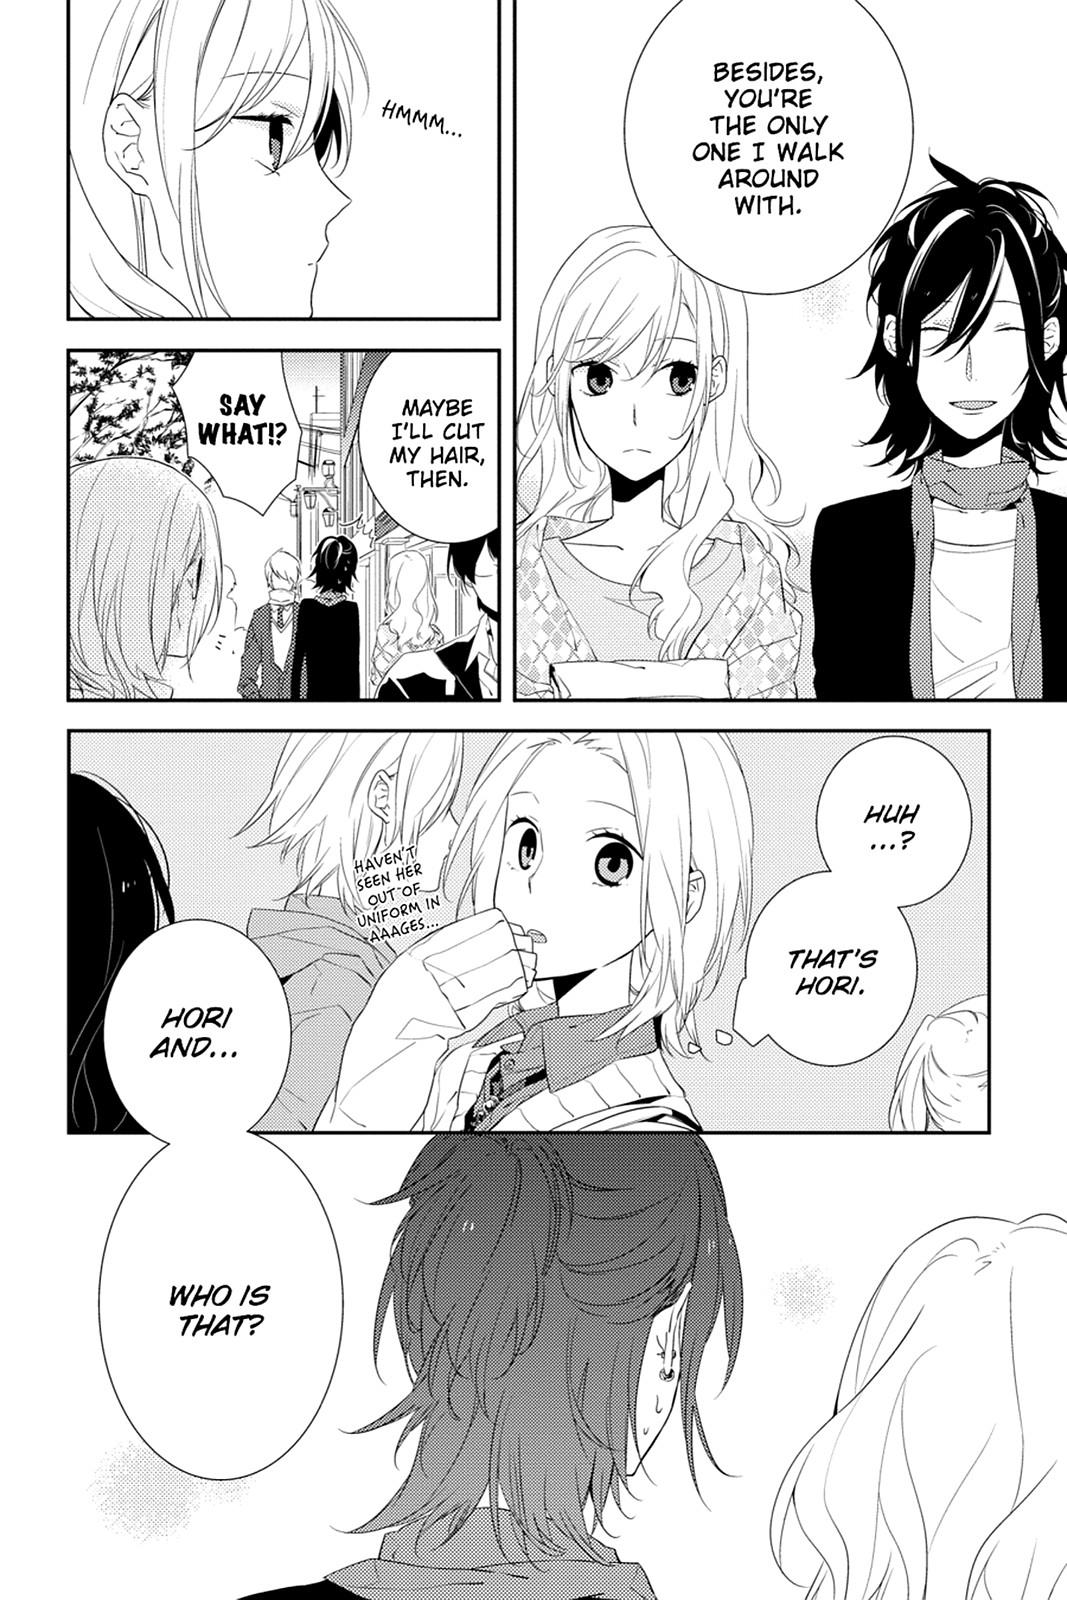 BESIDES,
YOU'RE
THE ONLY
ONE I WALK
AROUND
WITH.
HMMM...
MAYBE
I'LL CUT
MY HAIR,
THEN.
SAY
WHAT!?
HUH
...?
THAT'S
HORI.
HAVEN'T
SEEN HER
OUT OF
UNIFORM IN
AAAGES...
HORI
AND...
WHO IS
THAT?